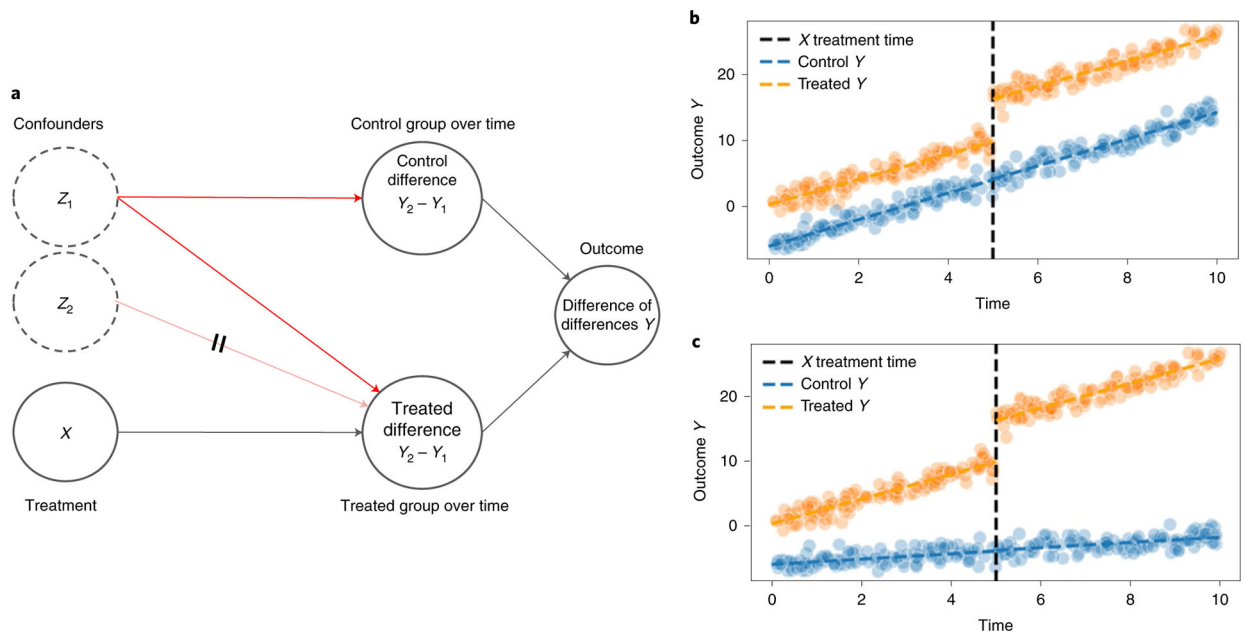 a
Confounders
Z1
Z2
X
Treatment
Control group over time
Control
difference
Y2 – Y1
Treated
difference
Y2 – Y1
Treated group over time
Outcome
Difference of
differences Y
b
X treatment time
Control Y
Treated Y
Outcome Y
20
10
0
0 2 4 6 8 10
Time
c
X treatment time
Control Y
Treated Y
Outcome Y
20
10
0
0 2 4 6 8 10
Time